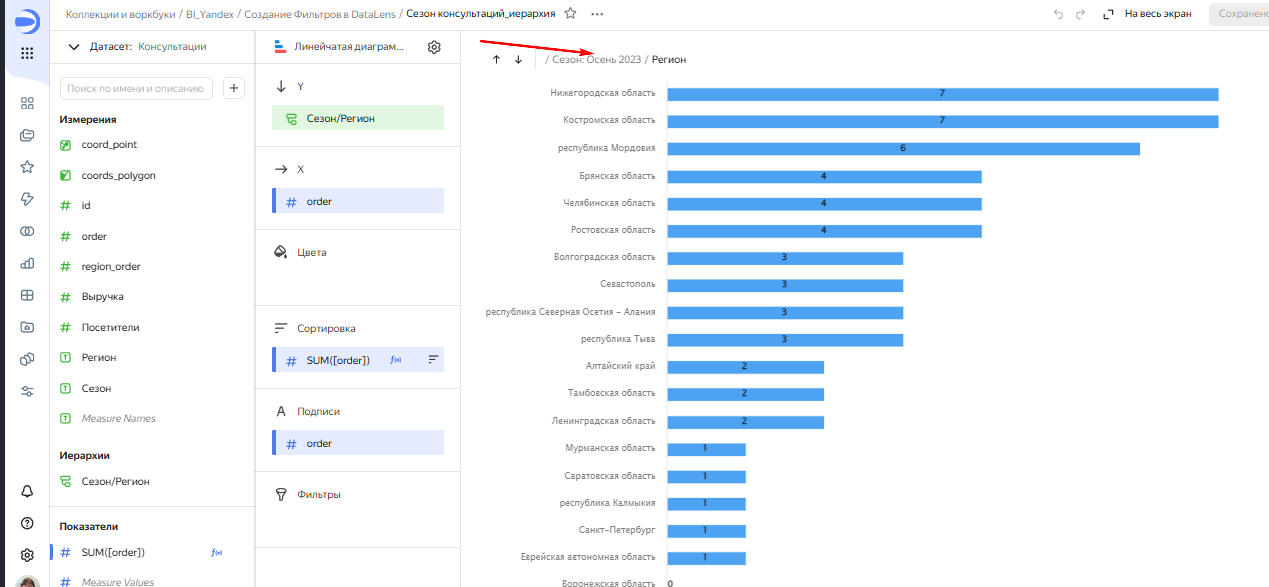 Коллекции и воркбуки / BI_Yandex / Создание Фильтров в DataLens / Сезон консультаций_иерархия
На весь экран
Сохранено
Датасет: Консультации
Поиск по имени и описанию
+
Измерения
coord_point
coords_polygon
id
order
region_order
Выручка
Посетители
Регион
Сезон
Measure Names
Иерархии
Сезон/Регион
Показатели
SUM([order])
Measure Values
Линейчатая диаграм...
Y
Сезон/Регион
X
order
Цвета
Сортировка
SUM([order])
Подписи
order
Фильтры
/ Сезон: Осень 2023 / Регион
Нижегородская область 7
Костромская область 7
республика Мордовия 6
Брянская область 4
Челябинская область 4
Ростовская область 4
Волгоградская область 3
Севастополь 3
республика Северная Осетия – Алания 3
республика Тыва 3
Алтайский край 2
Тамбовская область 2
Ленинградская область 2
Мурманская область 1
Саратовская область 1
республика Калмыкия 1
Санкт-Петербург 1
Еврейская автономная область 1
Воронежская область 0